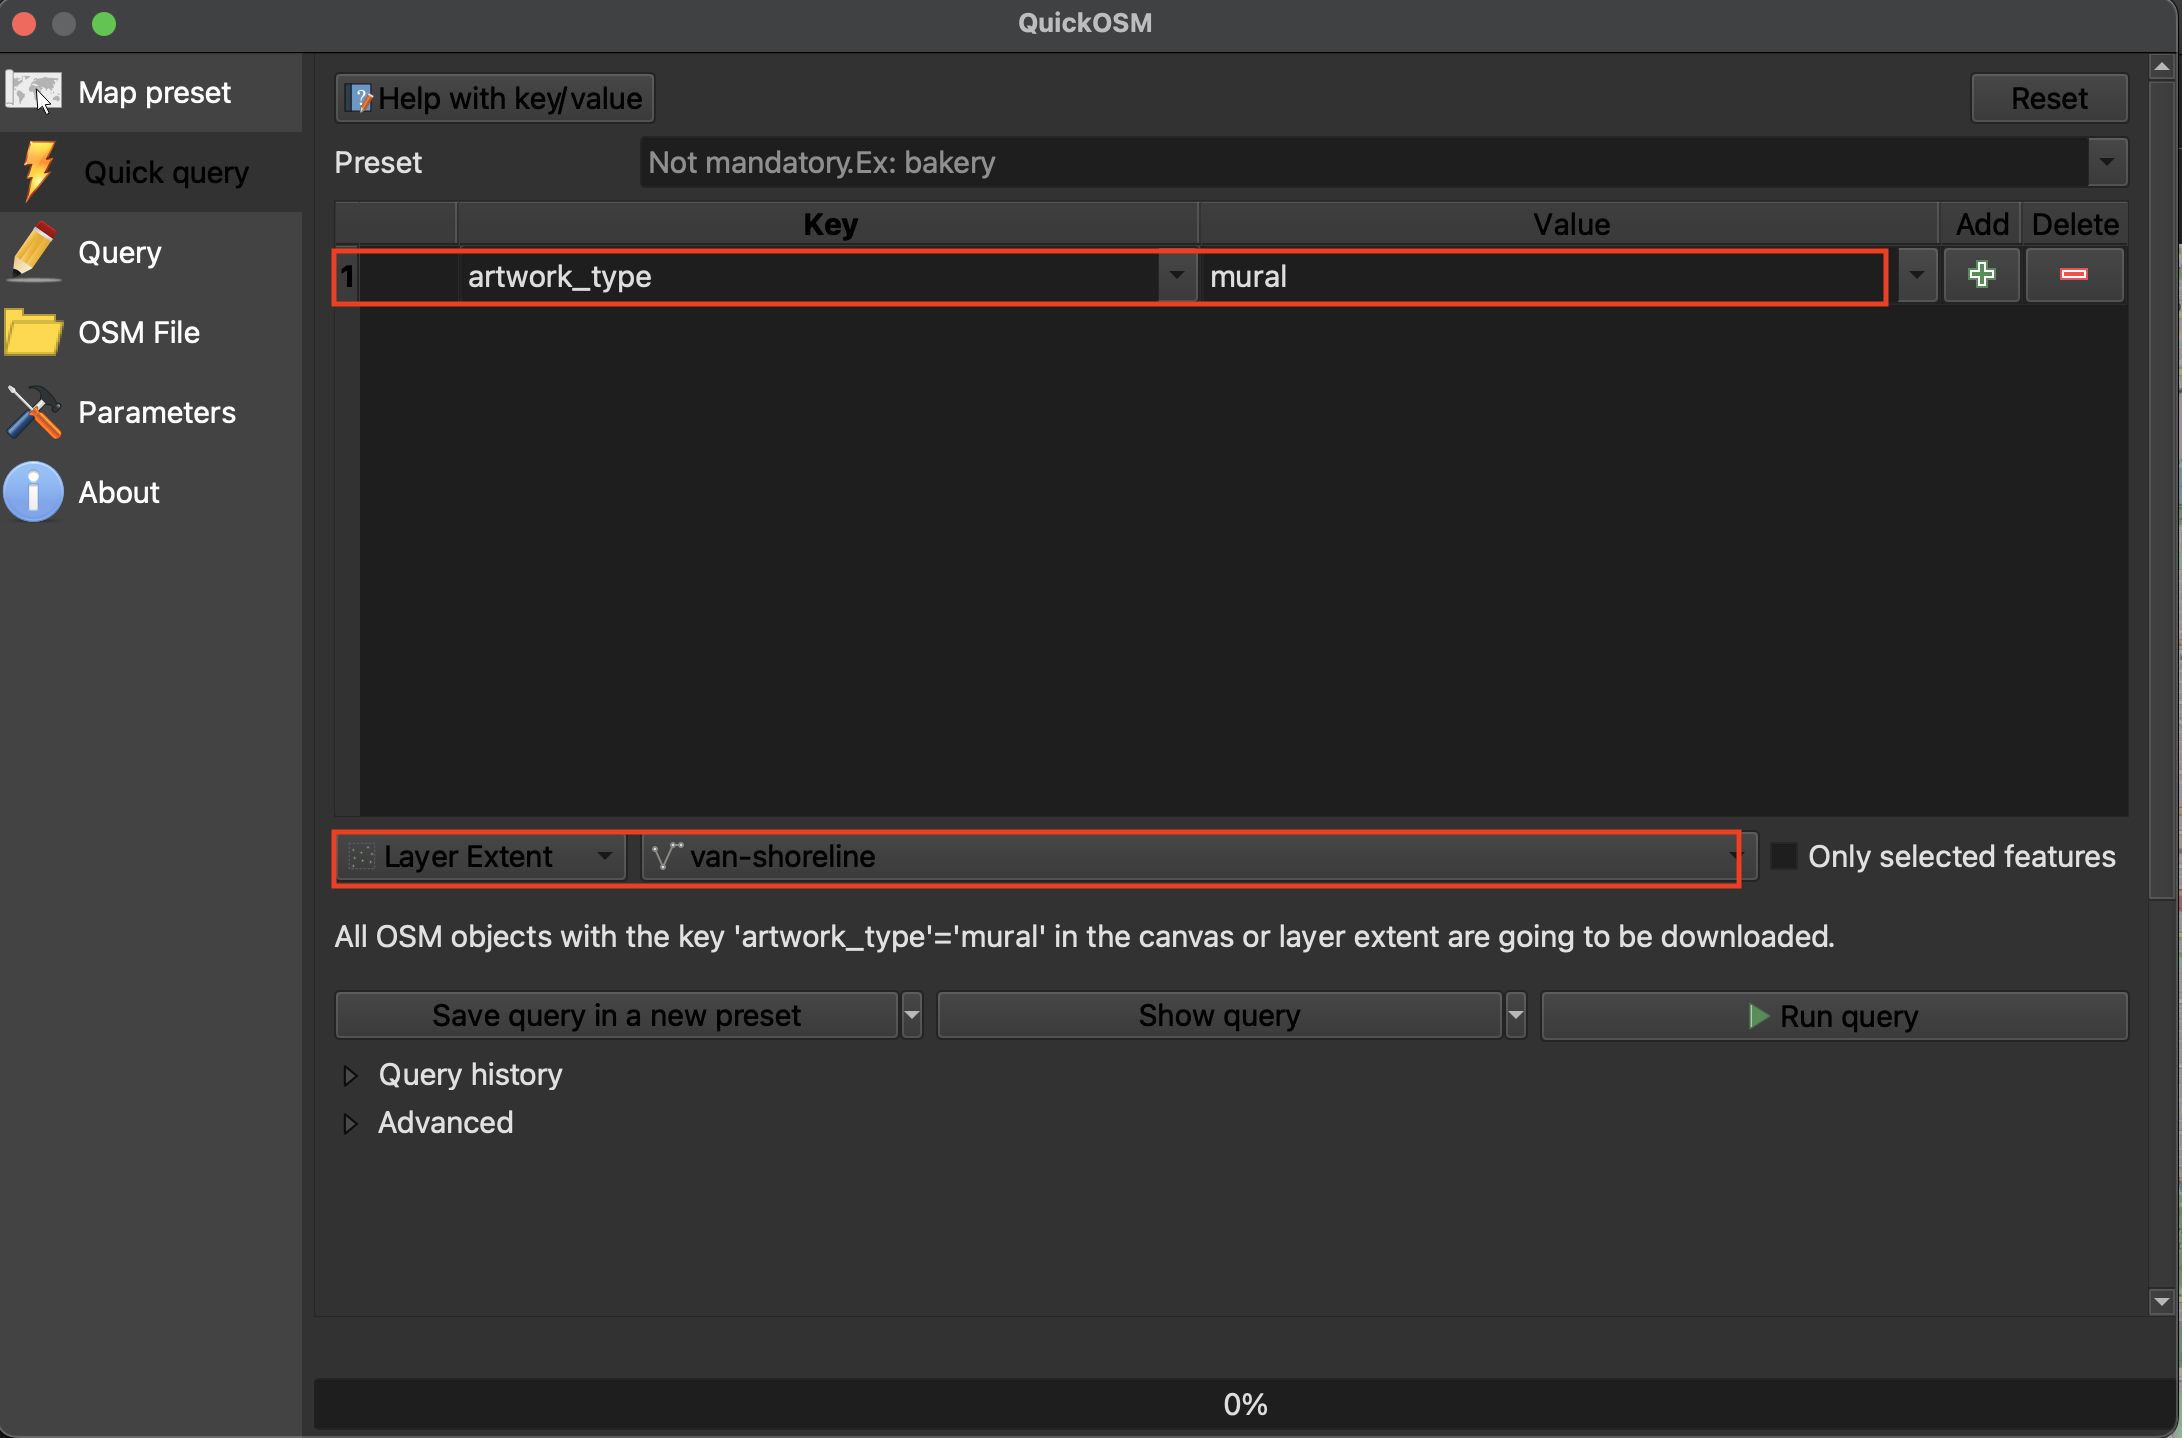 QuickOSM
Map preset
Quick query
Query
OSM File
Parameters
About
Help with key/value
Reset
Preset
Not mandatory.Ex: bakery
Key Value Add Delete
1 artwork_type mural
Layer Extent van-shoreline Only selected features
All OSM objects with the key 'artwork_type'='mural' in the canvas or layer extent are going to be downloaded.
Save query in a new preset Show query Run query
Query history
Advanced
0%